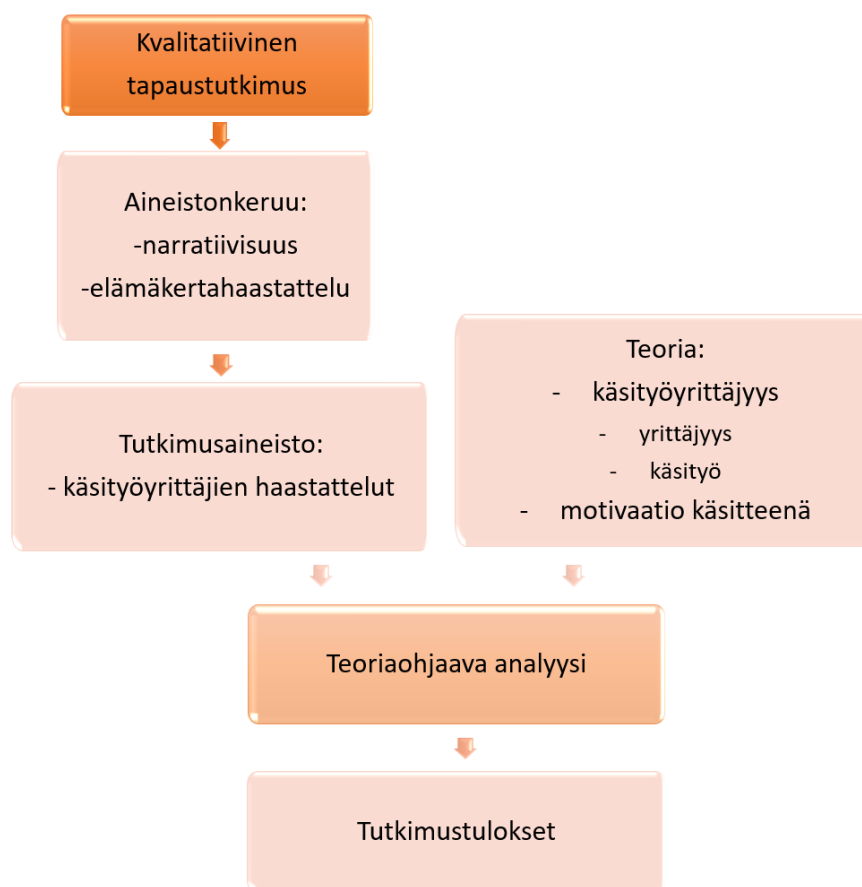 Kvalitatiivinen
tapaustutkimus
Aineistonkeruu:
-narratiivisuus
-elämäkertahaastattelu
Tutkimusaineisto:
- käsityöyrittäjien haastattelut
Teoria:
- käsityöyrittäjyys
- yrittäjyys
- käsityö
- motivaatio käsitteenä
Teoriaohjaava analyysi
Tutkimustulokset